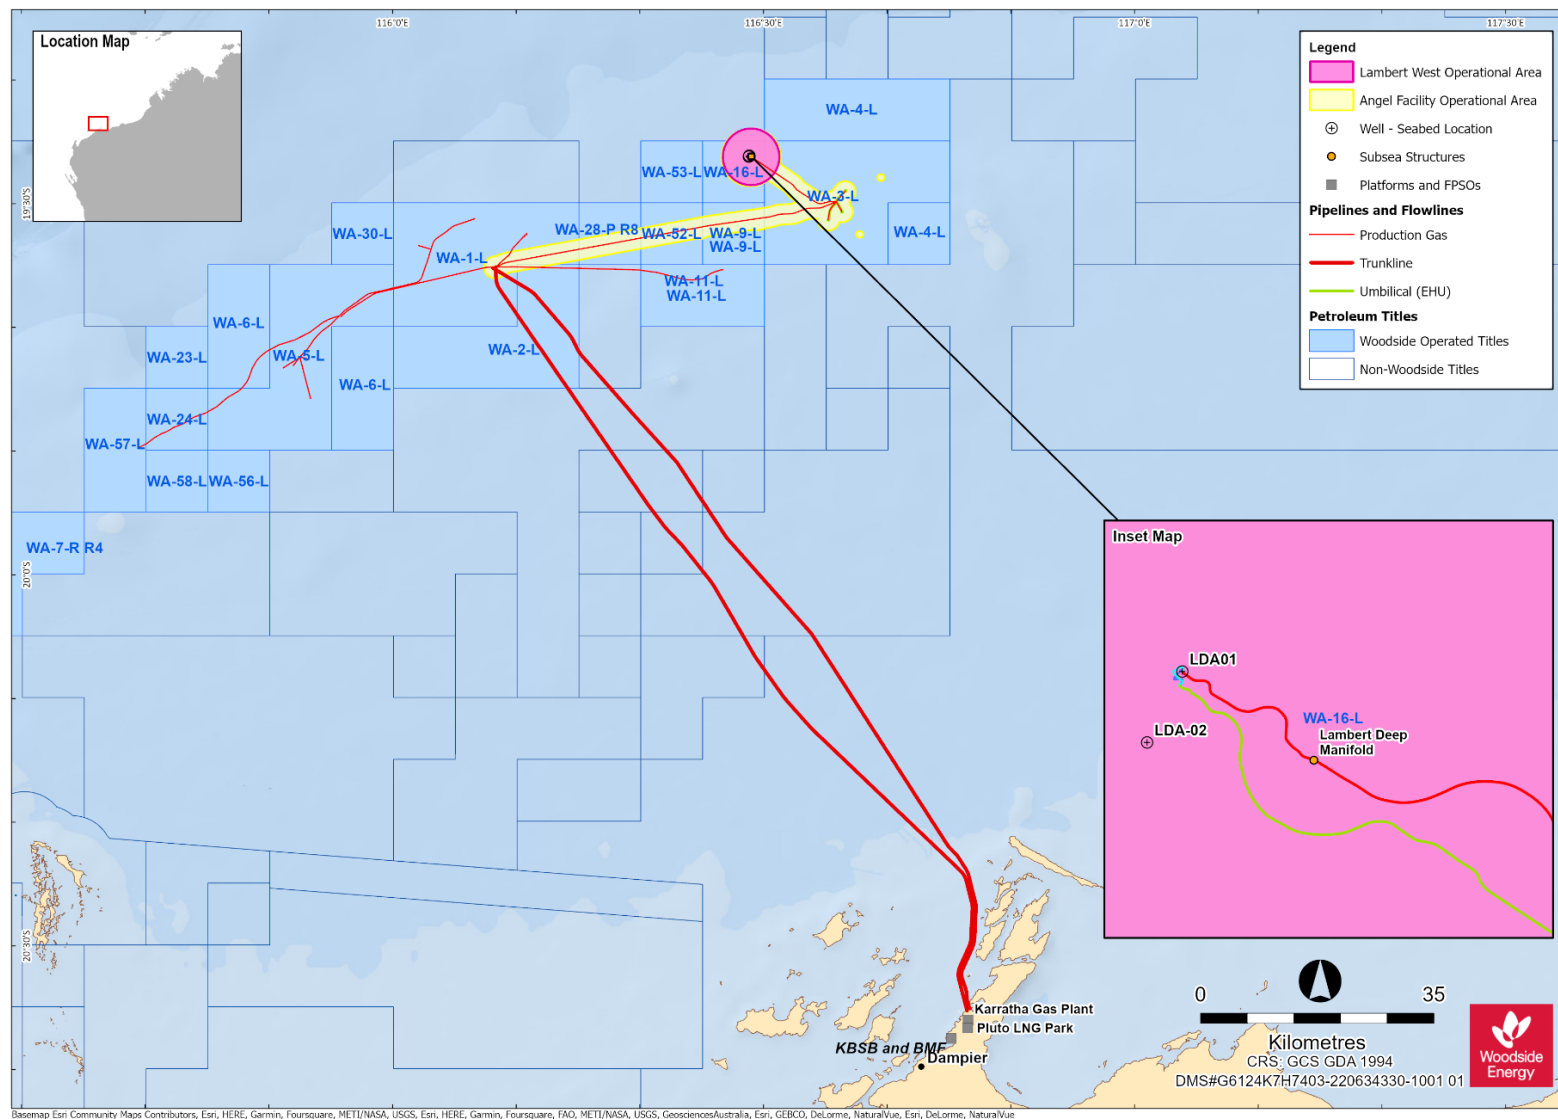 116°0'E
116°30'E
117°0'E
117°30'E
Location Map
Legend
Lambert West Operational Area
Angel Facility Operational Area
Well - Seabed Location
Subsea Structures
Platforms and FPSOs
Pipelines and Flowlines
Production Gas
Trunkline
Umbilical (EHU)
Petroleum Titles
Woodside Operated Titles
Non-Woodside Titles
19°30'S
20°0'S
20°30'S
WA-4-L
WA-53-L
WA-16-L
WA-3-L
WA-30-L
WA-28-P R8
WA-52-L
WA-9-L
WA-9-L
WA-4-L
WA-1-L
WA-11-L
WA-11-L
WA-6-L
WA-23-L
WA-5-L
WA-2-L
WA-6-L
WA-24-L
WA-57-L
WA-58-L
WA-56-L
WA-7-R R4
Inset Map
LDA01
WA-16-L
LDA-02
Lambert Deep
Manifold
Karratha Gas Plant
Pluto LNG Park
KBSB and BMF
Dampier
0
35
Kilometres
CRS: GCS GDA 1994
DMS#G6124K7H7403-220634330-1001 01
Woodside
Energy
Basemap Esri Community Maps Contributors, Esri, HERE, Garmin, Foursquare, METI/NASA, USGS, Esri, HERE, Garmin, Foursquare, FAO, METI/NASA, USGS, GeosciencesAustralia, Esri, GEBCO, DeLorme, NaturalVue, Esri, DeLorme, NaturalVue